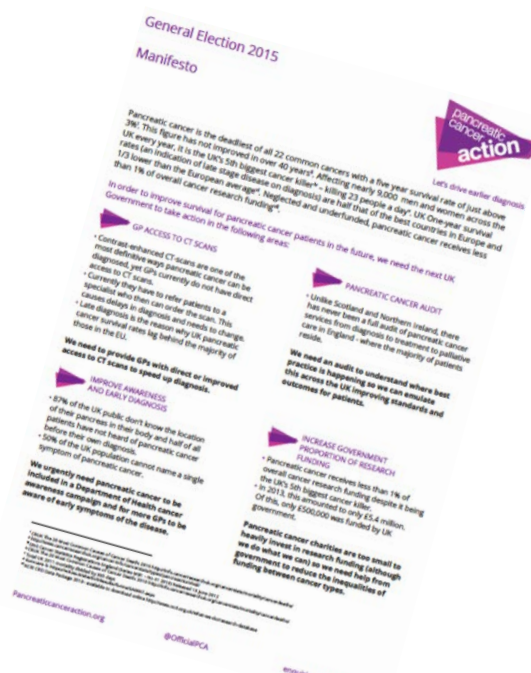 General Election 2015
Manifesto
pancreatic
cancer
action
Let's drive earlier diagnosis
Pancreatic cancer is the deadliest of all 22 common cancers with a five year survival rate of just above
3%. This figure has not improved in over 40 years. Affecting nearly 9,000 men and women across the
UK every year, it is the UK's 5th biggest cancer killer - killing 23 people a day. UK One-year survival
rates (an indication of late stage disease on diagnosis) are half that of the best countries in Europe and
1/3 lower than the European average. Neglected and underfunded, pancreatic cancer receives less
than 1% of overall cancer research funding.
In order to improve survival for pancreatic cancer patients in the future, we need the next UK
Government to take action in the following areas:
GP ACCESS TO CT SCANS
• Contrast-enhanced CT-scans are one of the
most definitive ways pancreatic cancer can be
diagnosed, yet GPs currently do not have direct
access to CT scans.
• Currently they have to refer patients to a
specialist who then can order the scan. This
causes delays in diagnosis and needs to change.
• Late diagnosis is the reason why UK pancreatic
cancer survival rates lag behind the majority of
those in the EU.
We need to provide GPs with direct or improved
access to CT scans to speed up diagnosis.
PANCREATIC CANCER AUDIT
• Unlike Scotland and Northern Ireland, there
has never been a full audit of pancreatic cancer
services from diagnosis to treatment to palliative
care in England - where the majority of patients
reside.
We need an audit to understand where best
practice is happening so we can emulate
this across the UK improving standards and
outcomes for patients.
IMPROVE AWARENESS
AND EARLY DIAGNOSIS
• 87% of the UK public don't know the location
of their pancreas in their body and half of all
patients have not heard of pancreatic cancer
before their own diagnosis.
• 50% of the UK population cannot name a single
symptom of pancreatic cancer.
We urgently need pancreatic cancer to be
included in a Department of Health cancer
awareness campaign and for more GPs to be
aware of early symptoms of the disease.
INCREASE GOVERNMENT
PROPORTION OF RESEARCH
FUNDING
• Pancreatic cancer receives less than 1% of
overall cancer research funding despite it being
the UK's 5th biggest cancer killer.
• In 2013, this amounted to only £5.4 million.
Of this, only £500,000 was funded by UK
government.
Pancreatic cancer charities are too small to
heavily invest in research funding (although
we do what we can) so we need help from
government to reduce the inequalities of
funding between cancer types.
Pancreaticcanceraction.org
@OfficialPCA